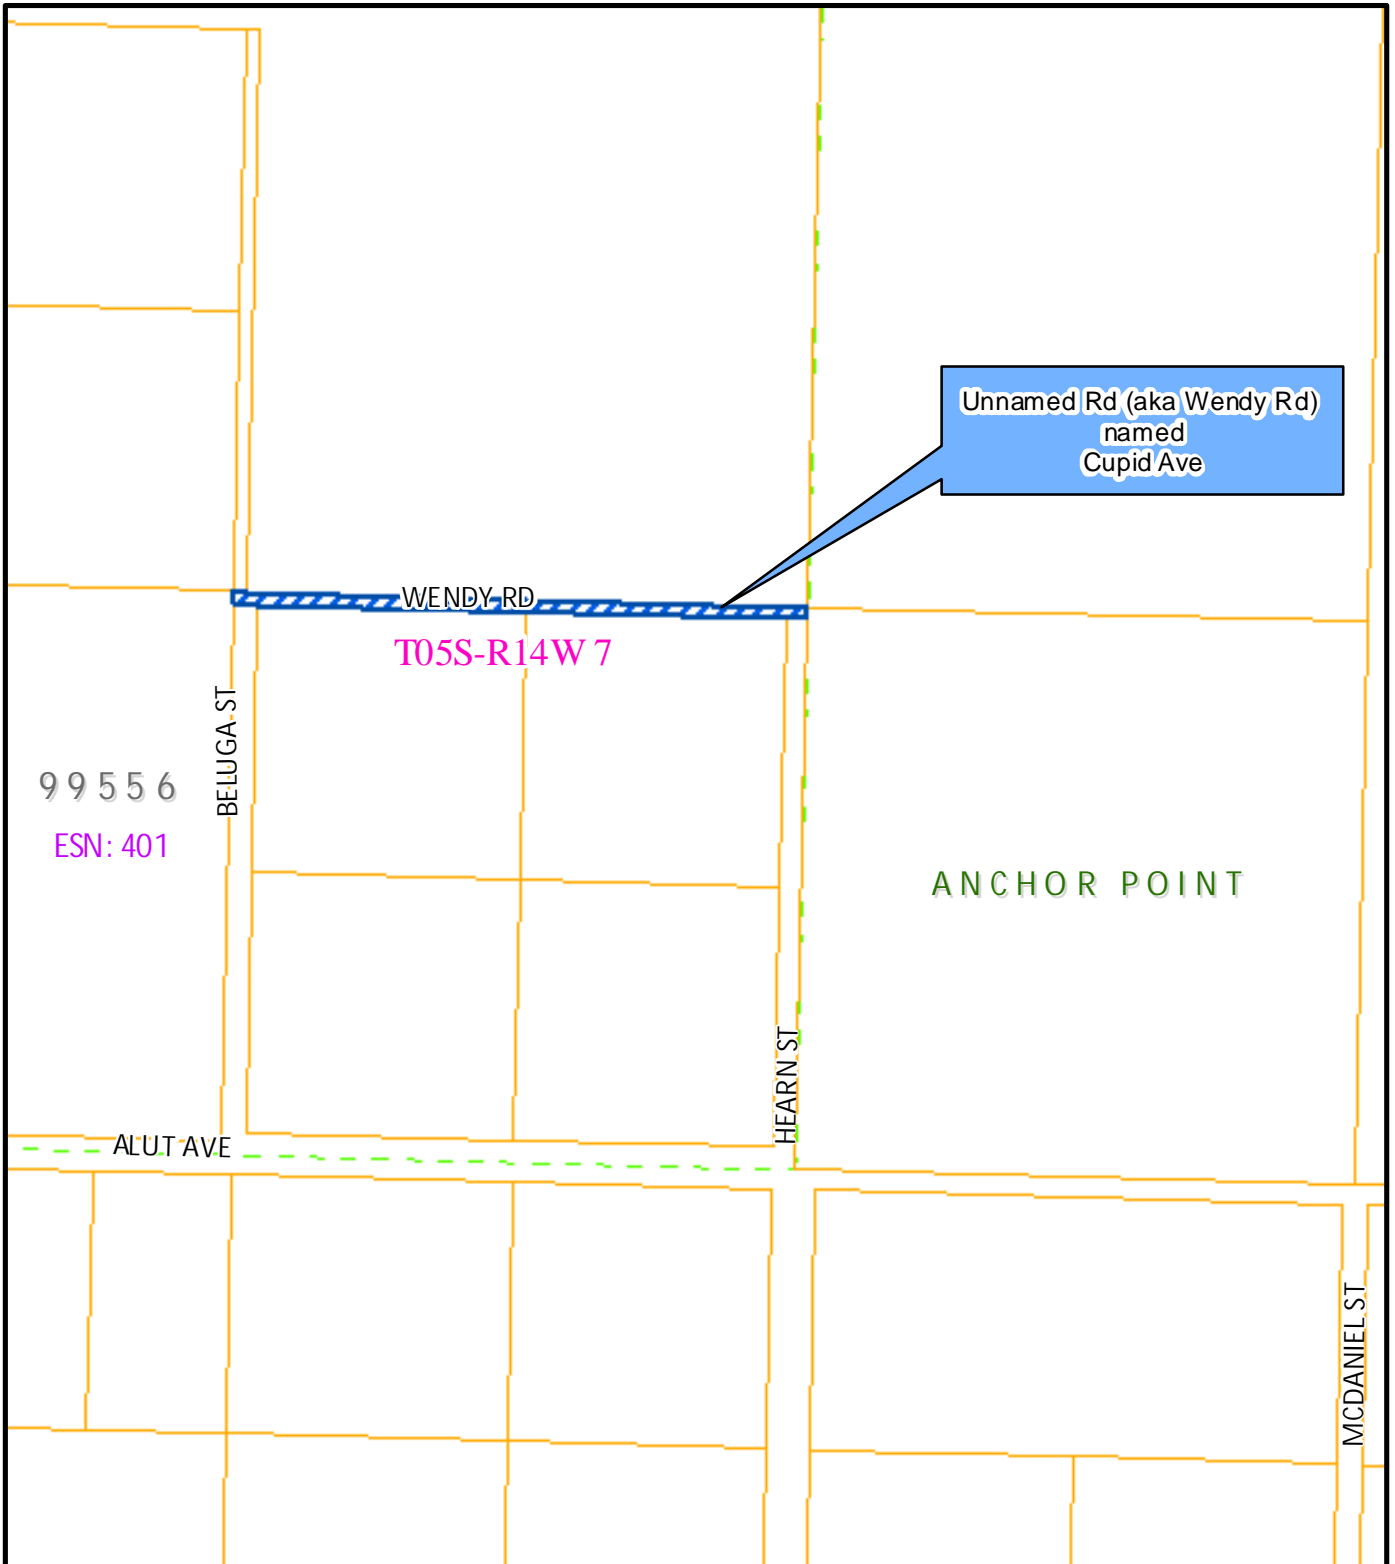 Unnamed Rd (aka Wendy Rd)
named
Cupid Ave
WENDY RD
T05S-R14W 7
BELUGA ST
99556
ESN: 401
ANCHOR POINT
HEARN ST
ALUT AVE
MCDANIEL ST